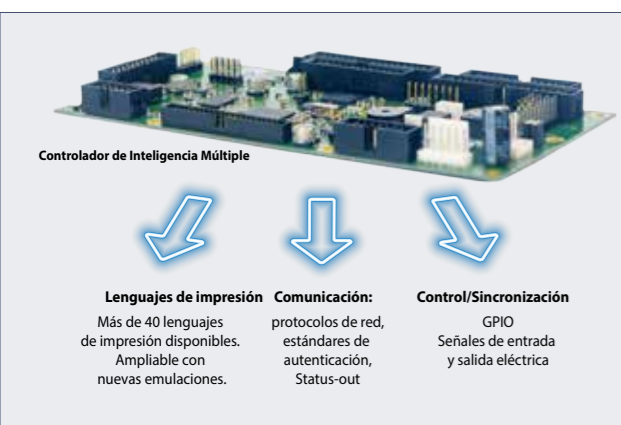 Controlador de Inteligencia Múltiple
Lenguajes de impresión
Más de 40 lenguajes
de impresión disponibles.
Ampliable con
nuevas emulaciones.
Comunicación:
protocolos de red,
estándares de
autenticación,
Status-out
Control/Sincronización
GPIO
Señales de entrada
y salida eléctrica